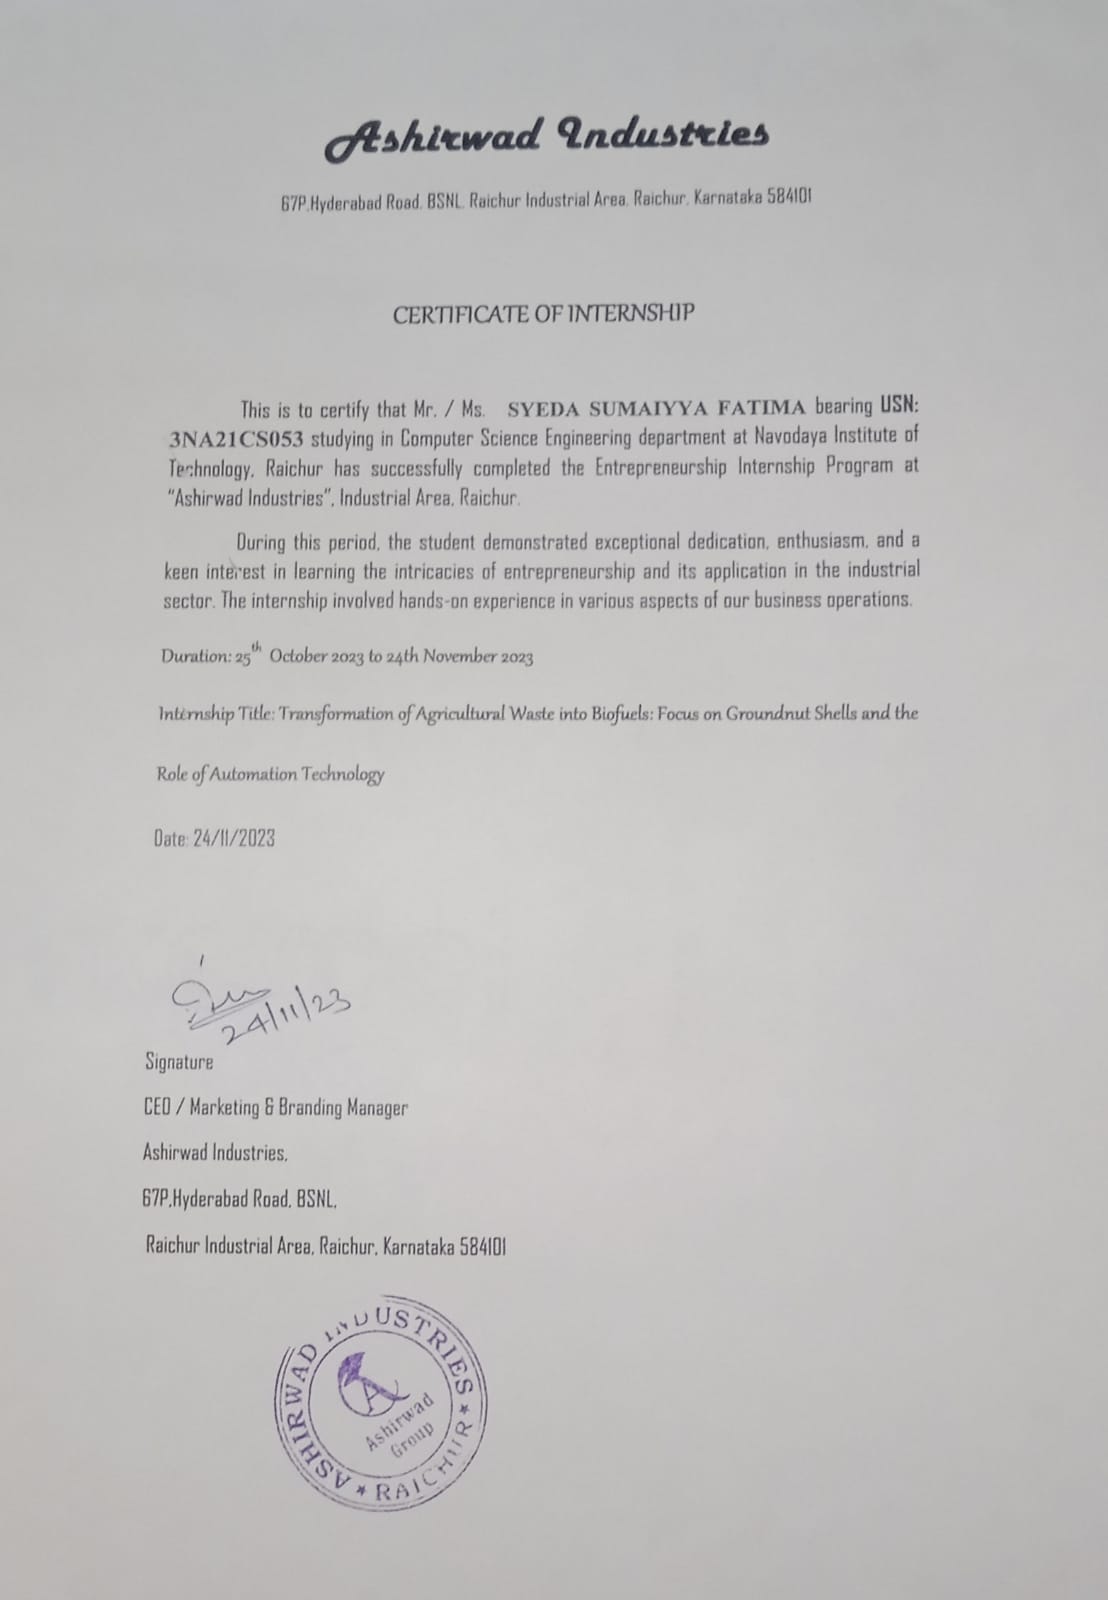 Ashirwad Industries
67P,Hyderabad Road, BSNL, Raichur Industrial Area, Raichur, Karnataka 584101
CERTIFICATE OF INTERNSHIP
This is to certify that Mr. / Ms. SYEDA SUMAIYYA FATIMA bearing USN:
3NA21CS053 studying in Computer Science Engineering department at Navodaya Institute of
Technology, Raichur has successfully completed the Entrepreneurship Internship Program at
“Ashirwad Industries”, Industrial Area, Raichur.
During this period, the student demonstrated exceptional dedication, enthusiasm, and a
keen interest in learning the intricacies of entrepreneurship and its application in the industrial
sector. The internship involved hands-on experience in various aspects of our business operations.
Duration: 25th October 2023 to 24th November 2023
Internship Title: Transformation of Agricultural Waste into Biofuels: Focus on Groundnut Shells and the
Role of Automation Technology
Date: 24/11/2023
24/11/23
Signature
CEO / Marketing & Branding Manager
Ashirwad Industries,
67P,Hyderabad Road, BSNL,
Raichur Industrial Area, Raichur, Karnataka 584101
ASHIRWAD INDUSTRIES
A
Ashirwad
Group
★ RAICHUR ★